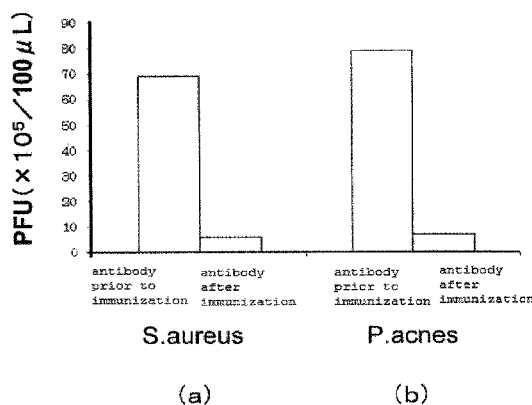 PFU(×10⁵/100μL)
90
80
70
60
50
40
30
20
10
0
antibody prior to immunization
antibody after immunization
antibody prior to immunization
antibody after immunization
S.aureus
P.acnes
(a)
(b)